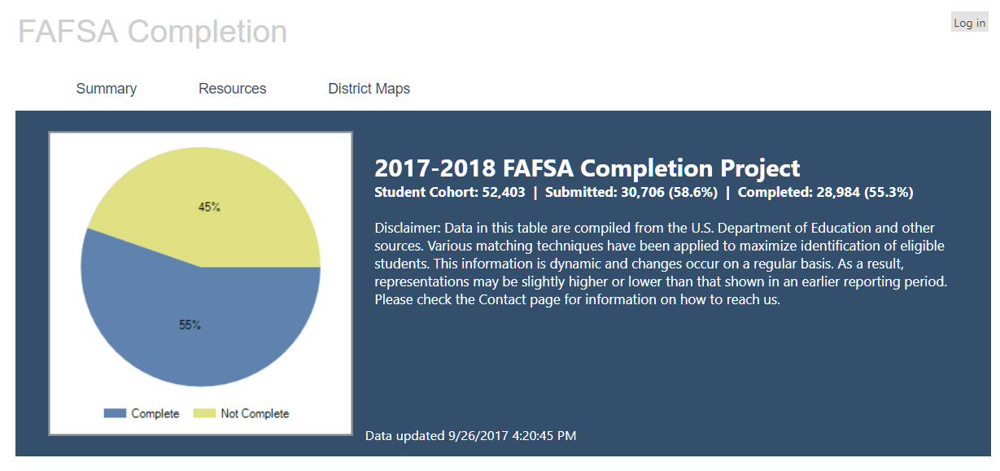 FAFSA Completion
Log in
Summary Resources District Maps
45%
55%
Complete Not Complete
2017-2018 FAFSA Completion Project
Student Cohort: 52,403 | Submitted: 30,706 (58.6%) | Completed: 28,984 (55.3%)
Disclaimer: Data in this table are compiled from the U.S. Department of Education and other
sources. Various matching techniques have been applied to maximize identification of eligible
students. This information is dynamic and changes occur on a regular basis. As a result,
representations may be slightly higher or lower than that shown in an earlier reporting period.
Please check the Contact page for information on how to reach us.
Data updated 9/26/2017 4:20:45 PM